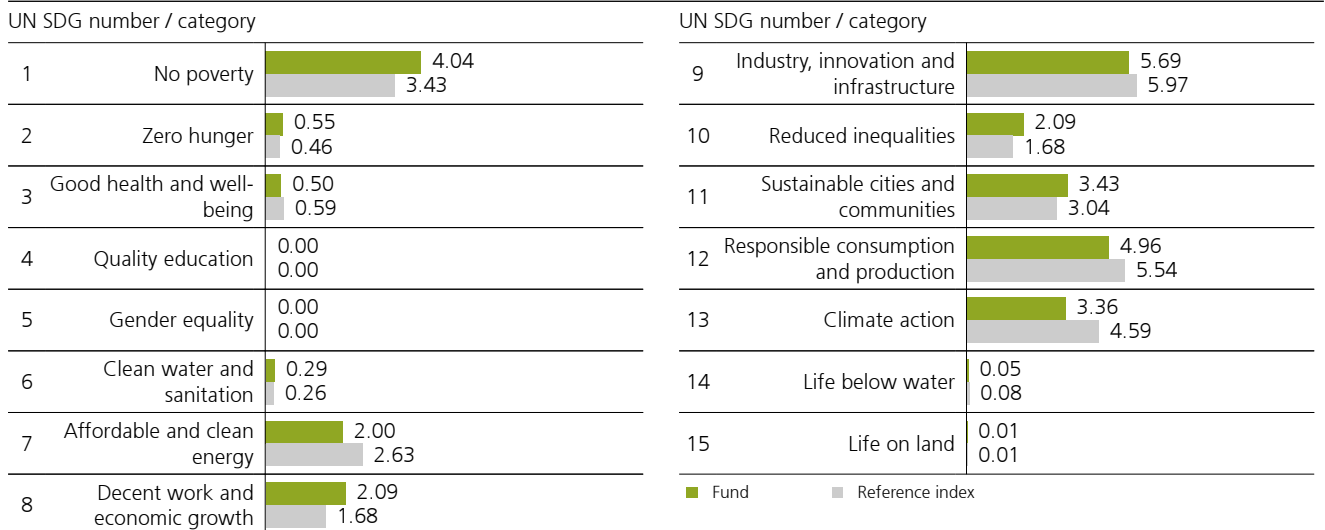 UN SDG number / category
1 No poverty 4.04
3.43
2 Zero hunger 0.55
0.46
3 Good health and well-
being 0.50
0.59
4 Quality education 0.00
0.00
5 Gender equality 0.00
0.00
6 Clean water and
sanitation 0.29
0.26
7 Affordable and clean
energy 2.00
2.63
8 Decent work and
economic growth 2.09
1.68
UN SDG number / category
9 Industry, innovation and
infrastructure 5.69
5.97
10 Reduced inequalities 2.09
1.68
11 Sustainable cities and
communities 3.43
3.04
12 Responsible consumption
and production 4.96
5.54
13 Climate action 3.36
4.59
14 Life below water 0.05
0.08
15 Life on land 0.01
0.01
Fund Reference index